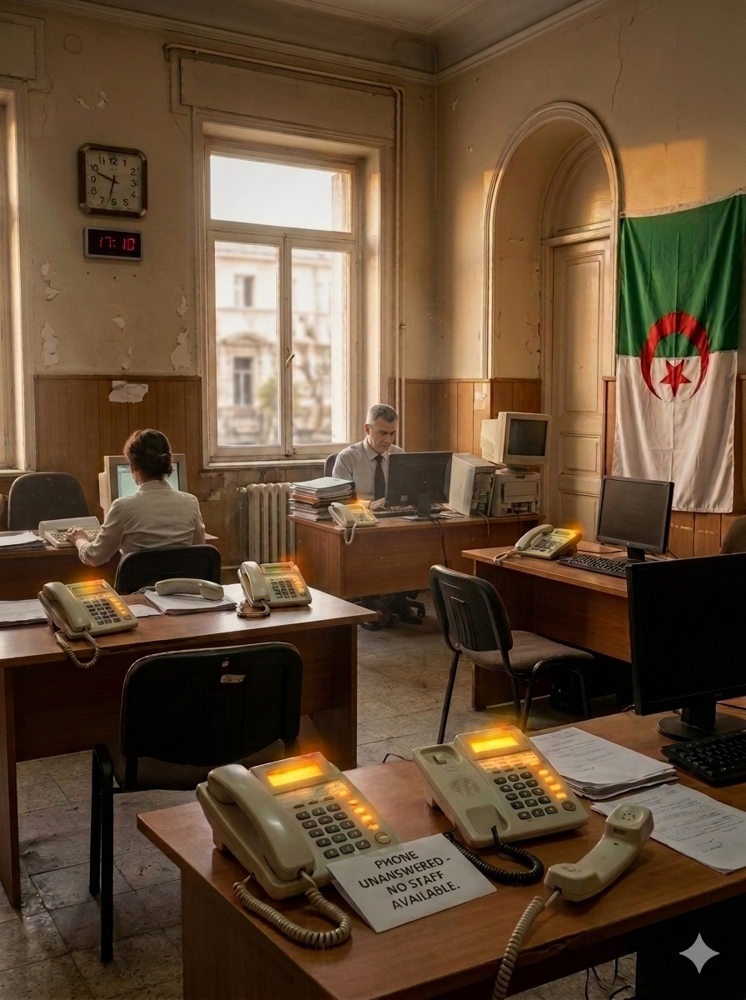 17:10
PHONE
UNANSWERED -
NO STAFF
AVAILABLE.